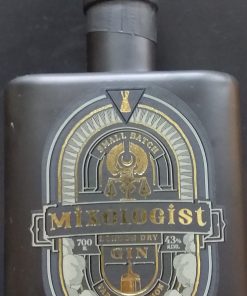 SMALL BATCH
MIXOLOGIST
LONDON DRY
700 43%
GIN